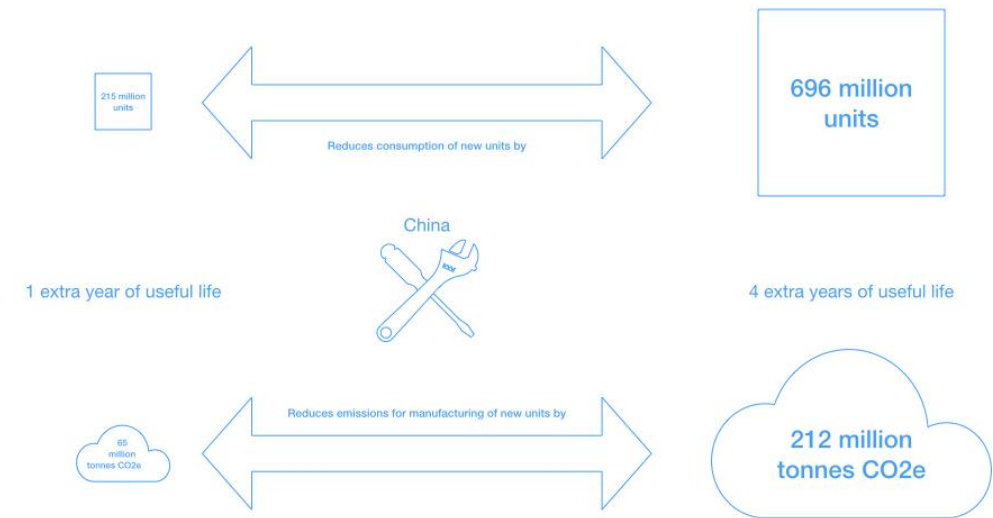 215 million
units
696 million
units
Reduces consumption of new units by
China
1 extra year of useful life
4 extra years of useful life
Reduces emissions for manufacturing of new units by
65
million
tonnes CO2e
212 million
tonnes CO2e